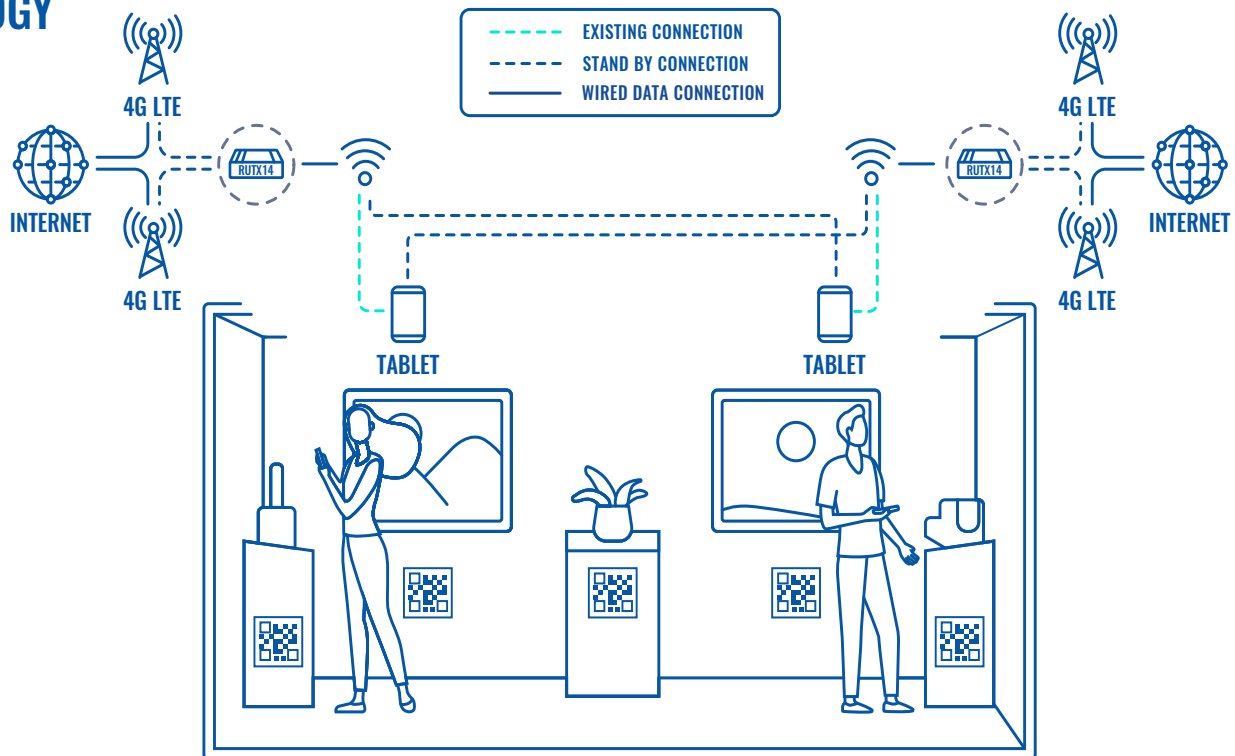 EXISTING CONNECTION
STAND BY CONNECTION
WIRED DATA CONNECTION
4G LTE
4G LTE
RUTX14
RUTX14
INTERNET
INTERNET
4G LTE
4G LTE
TABLET
TABLET